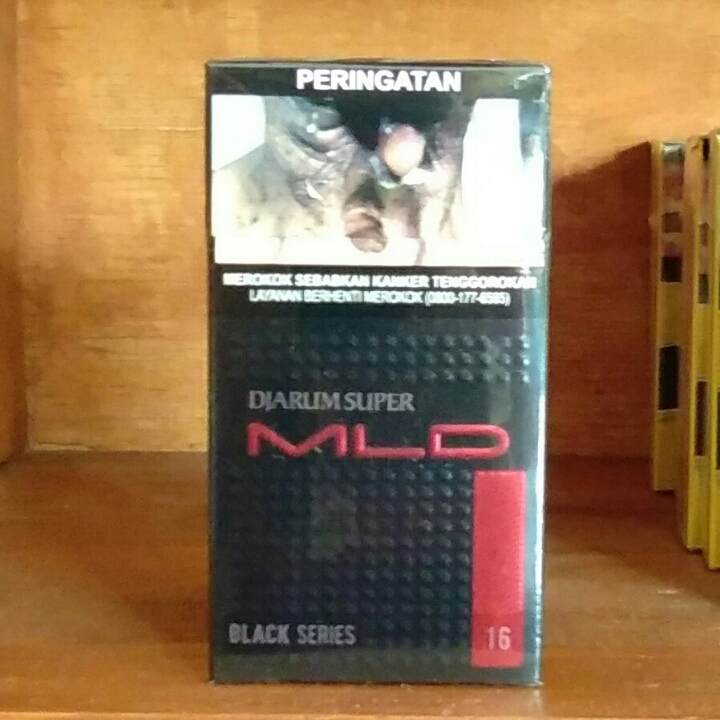 PERINGATAN
MEROKOK SEBABKAN KANKER TENGGOROKAN
LAYANAN BERHENTI MEROKOK (0800-177-6565)
DJARUM SUPER
MLD
BLACK SERIES
16